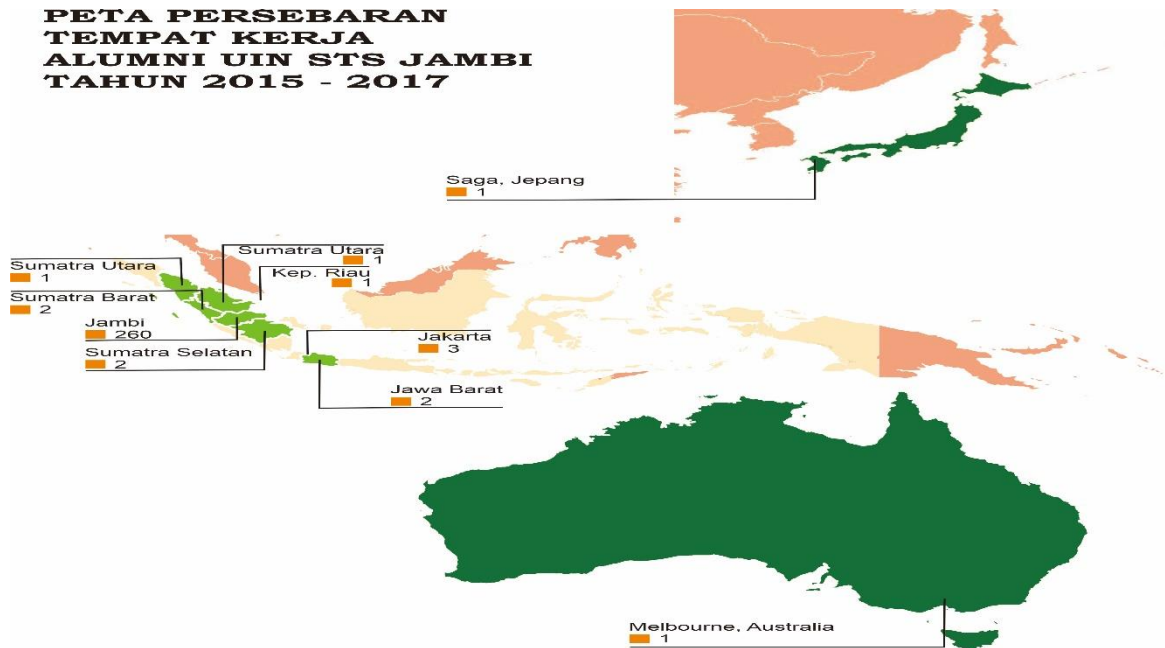 PETA PERSEBARAN
TEMPAT KERJA
ALUMNI UIN STS JAMBI
TAHUN 2015 - 2017
Saga, Jepang
1
Sumatra Utara
1
Sumatra Utara
1
Kep. Riau
1
Sumatra Barat
2
Jambi
260
Jakarta
3
Sumatra Selatan
2
Jawa Barat
2
Melbourne, Australia
1